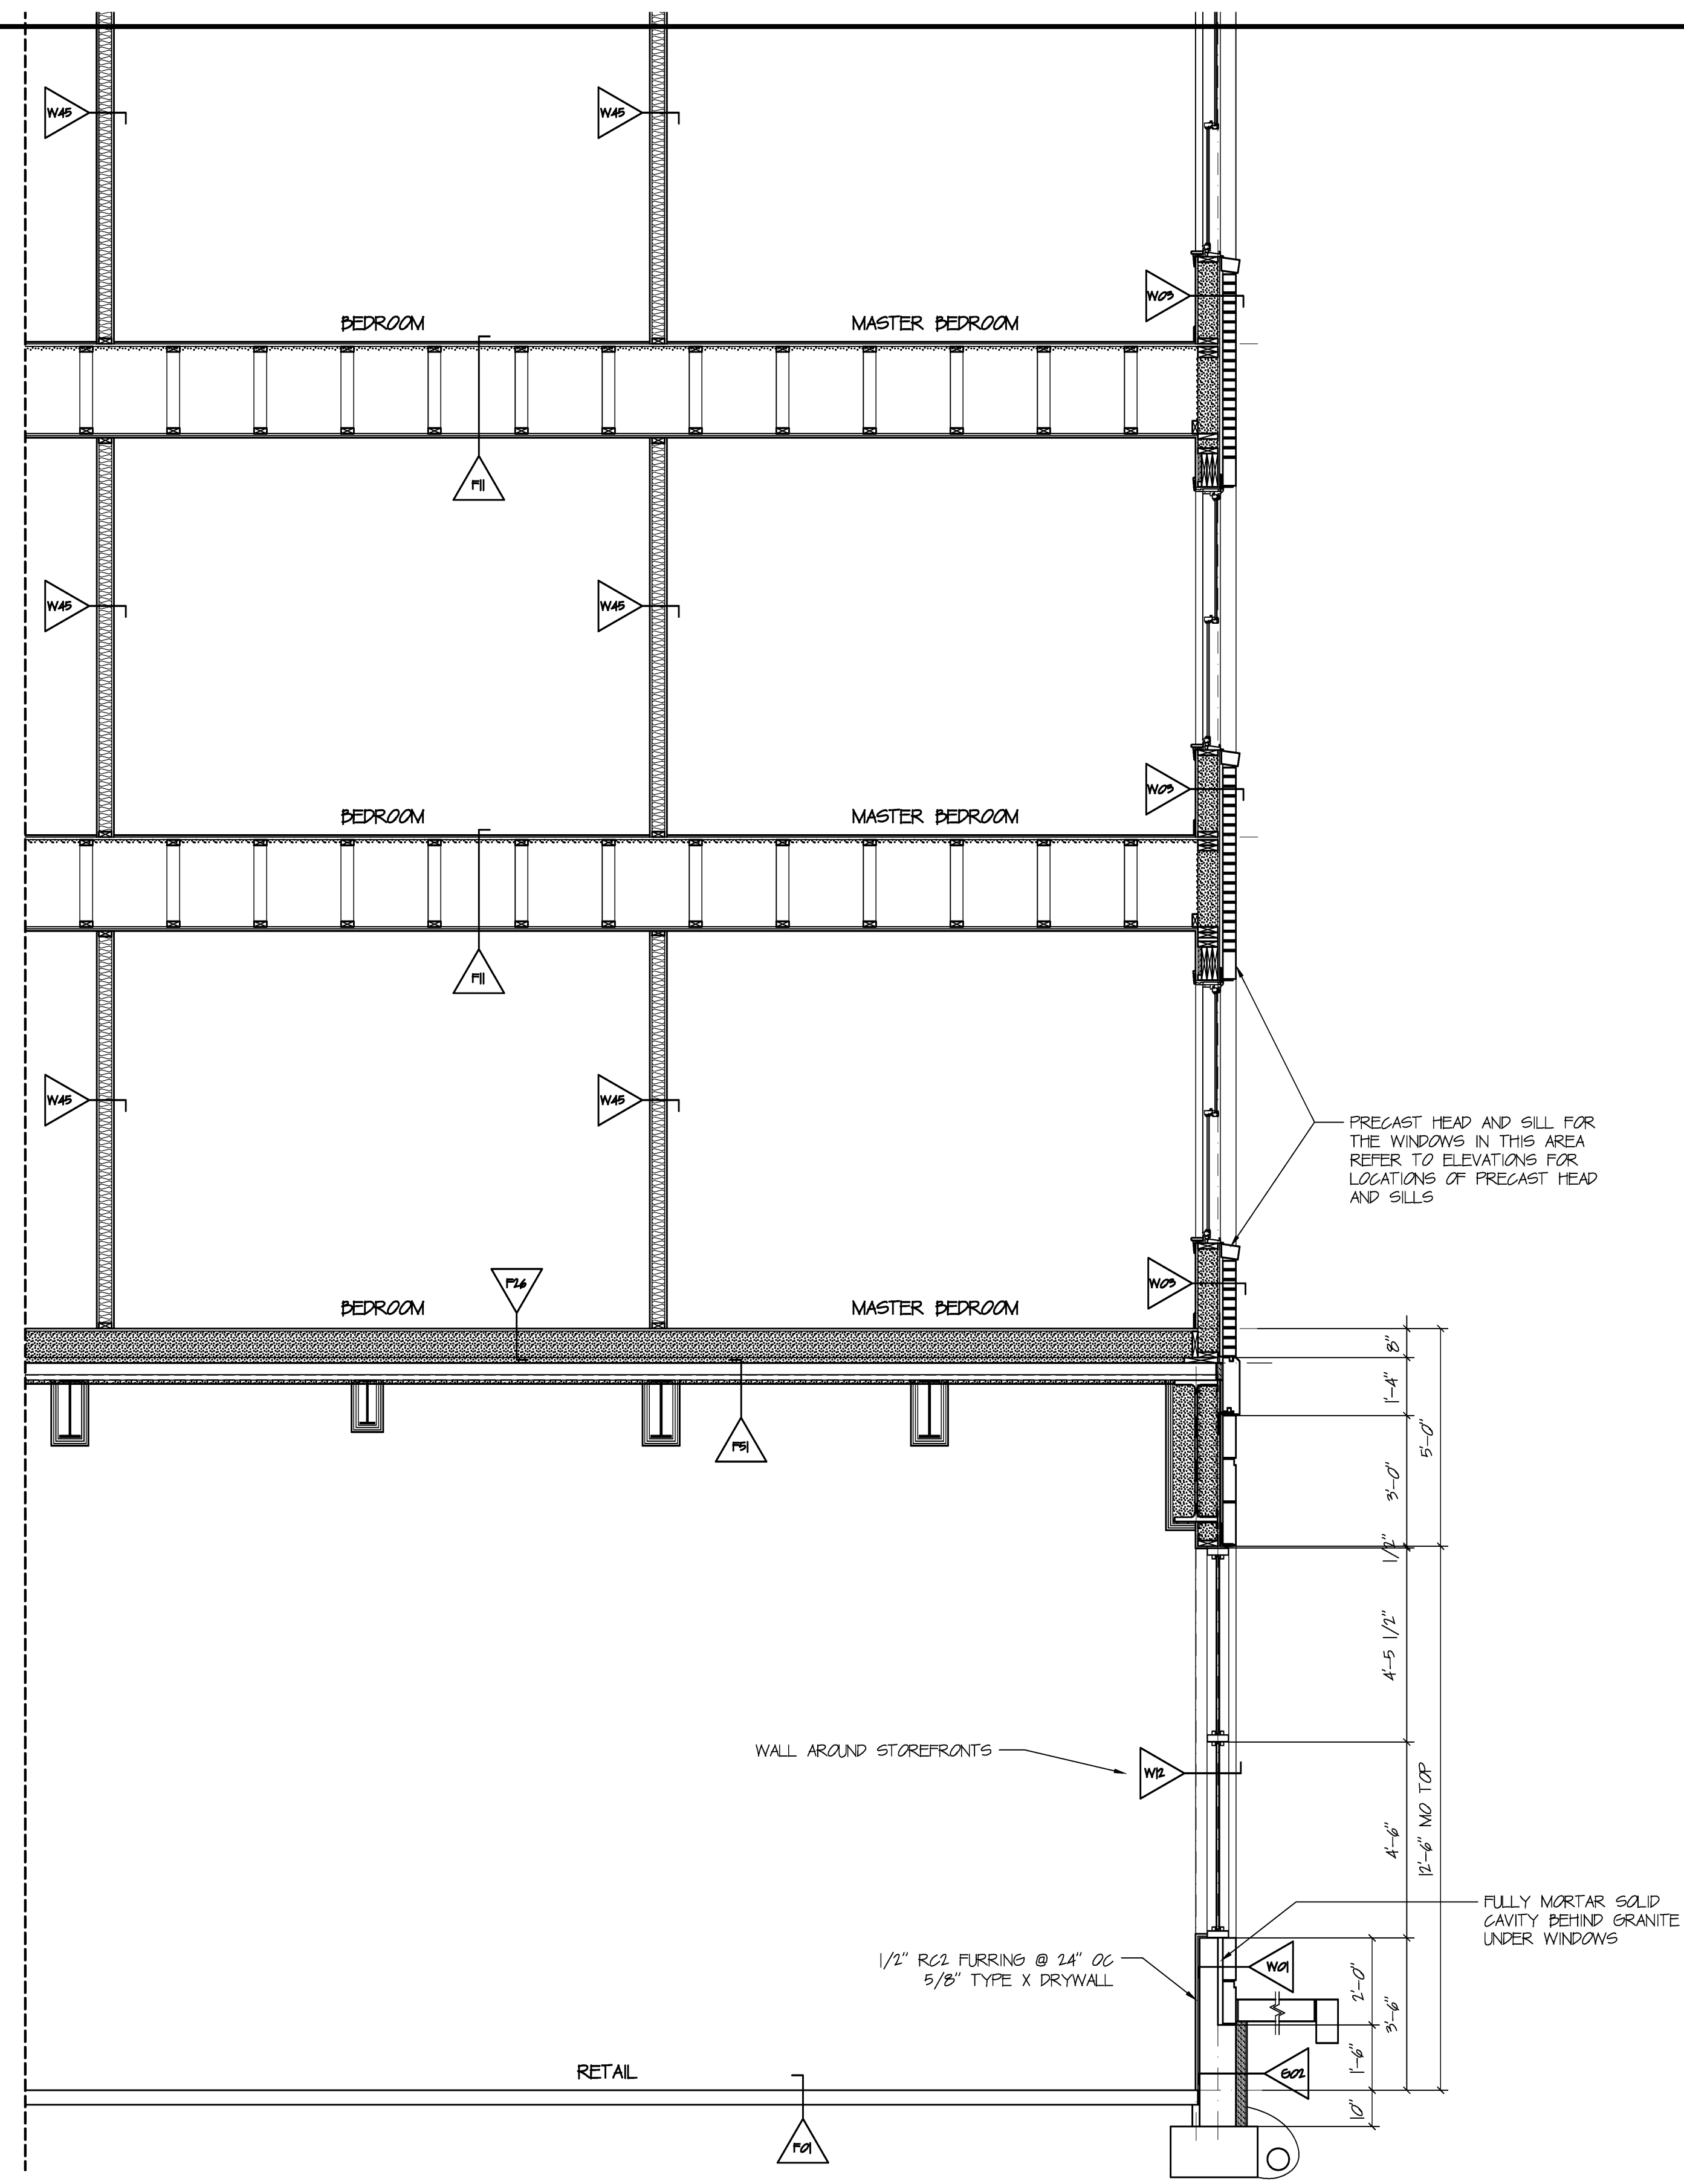 W45
W45
W03
BEDROOM
MASTER BEDROOM
F11
W45
W45
W03
BEDROOM
MASTER BEDROOM
F11
W45
W45
PRECAST HEAD AND SILL FOR
THE WINDOWS IN THIS AREA
REFER TO ELEVATIONS FOR
LOCATIONS OF PRECAST HEAD
AND SILLS
F26
W03
BEDROOM
MASTER BEDROOM
8"
1'-4"
5'-0"
F51
3'-0"
1/2"
4'-5 1/2"
WALL AROUND STOREFRONTS
W12
4'-6"
12'-6" MO TOP
FULLY MORTAR SOLID
CAVITY BEHIND GRANITE
UNDER WINDOWS
1/2" RC2 FURRING @ 24" OC
5/8" TYPE X DRYWALL
W01
2'-0"
3'-6"
RETAIL
1'-6"
G02
10"
F01